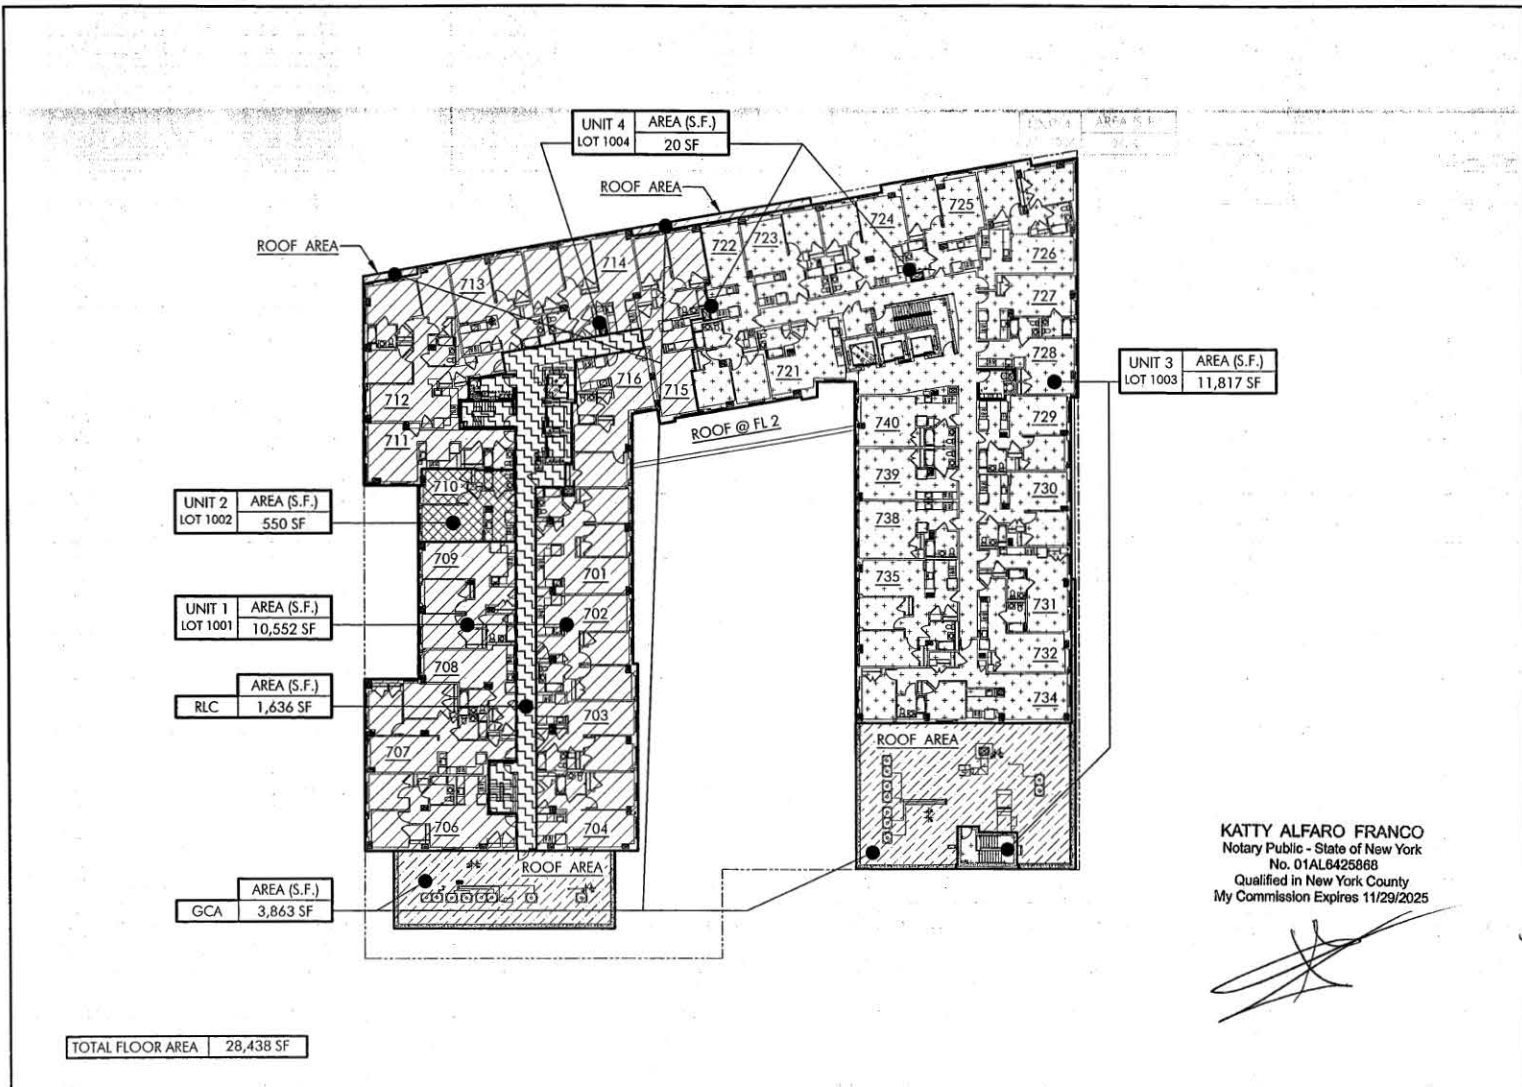 UNIT 4
LOT 1004
AREA (S.F.)
20 SF
ROOF AREA
ROOF AREA
725
724
723
722
726
714
713
727
728
UNIT 3
LOT 1003
AREA (S.F.)
11,817 SF
716
715
721
712
711
740
729
ROOF @ FL 2
739
730
710
UNIT 2
LOT 1002
AREA (S.F.)
550 SF
738
709
701
735
UNIT 1
LOT 1001
AREA (S.F.)
10,552 SF
702
731
732
708
RLC
AREA (S.F.)
1,636 SF
703
734
707
ROOF AREA
706
704
ROOF AREA
GCA
AREA (S.F.)
3,863 SF
KATTY ALFARO FRANCO
Notary Public - State of New York
No. 01AL6425868
Qualified in New York County
My Commission Expires 11/29/2025
TOTAL FLOOR AREA 28,438 SF